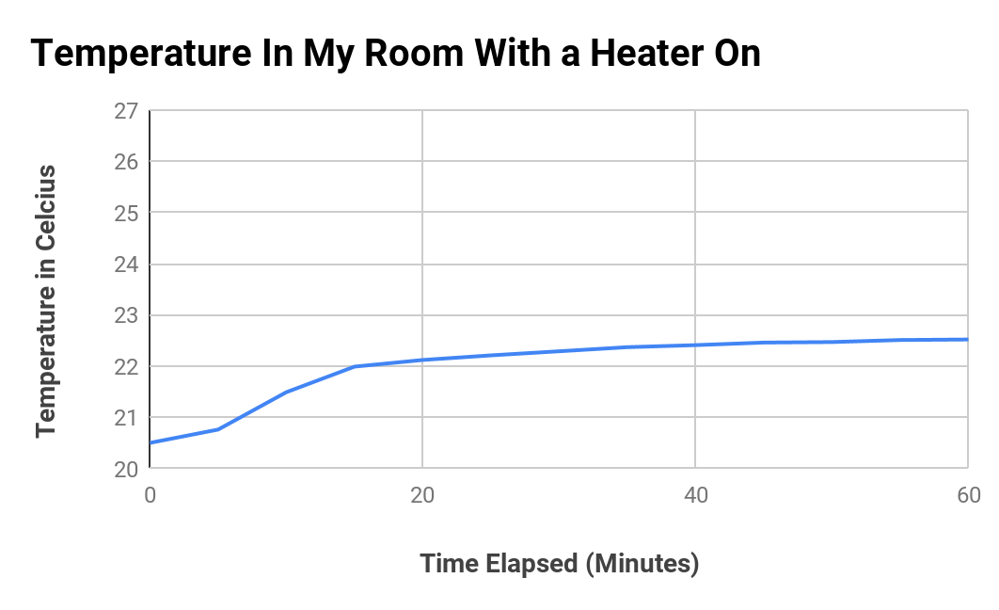 Temperature In My Room With a Heater On
27
26
25
24
23
22
21
20
Temperature in Celcius
0 20 40 60
Time Elapsed (Minutes)